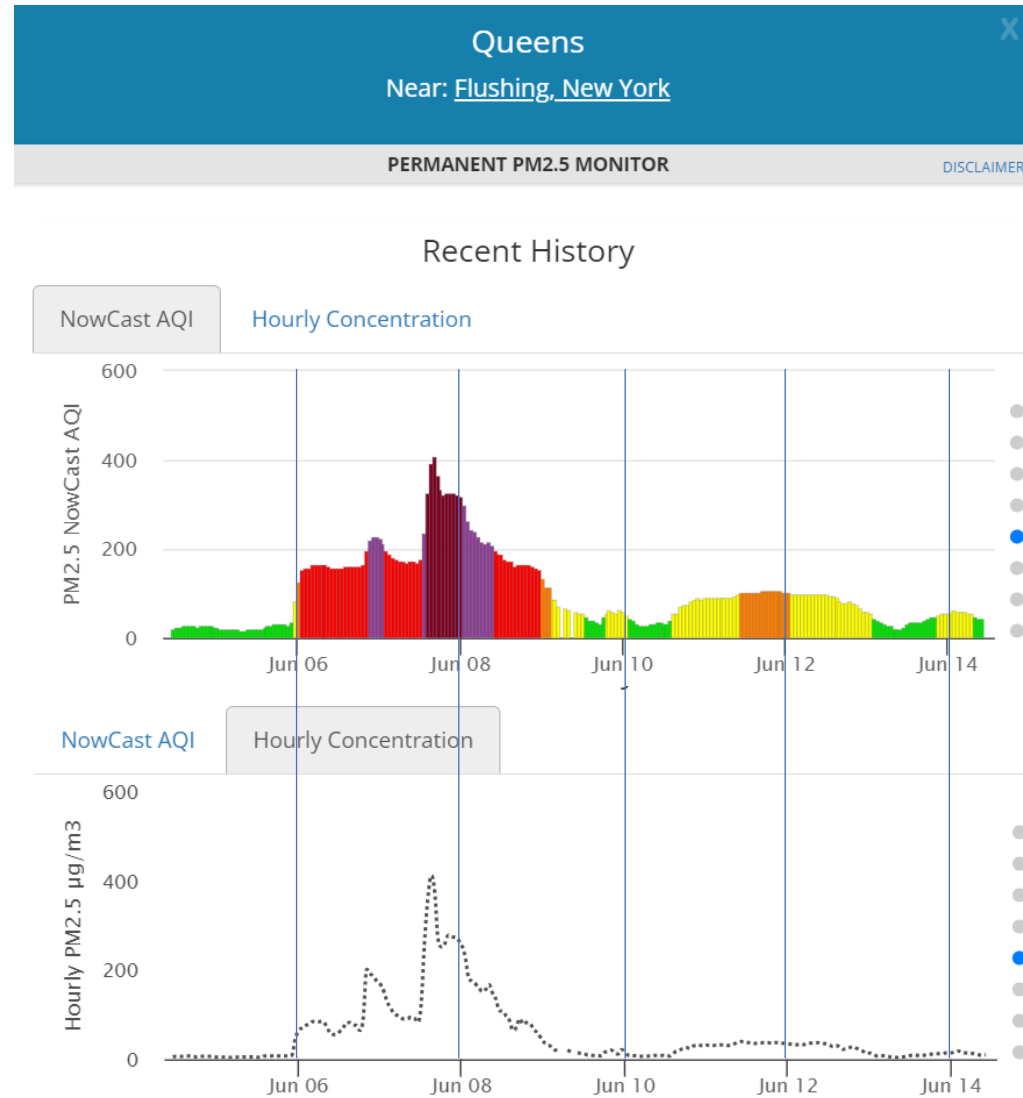 X
Queens
Near: Flushing, New York
PERMANENT PM2.5 MONITOR
DISCLAIMER
Recent History
NowCast AQI
Hourly Concentration
PM2.5 NowCast AQI
600
400
200
0
Jun 06
Jun 08
Jun 10
Jun 12
Jun 14
NowCast AQI
Hourly Concentration
Hourly PM2.5 µg/m3
600
400
200
0
Jun 06
Jun 08
Jun 10
Jun 12
Jun 14